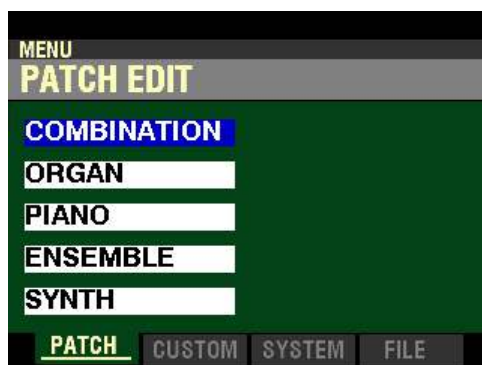 MENU
PATCH EDIT
COMBINATION
ORGAN
PIANO
ENSEMBLE
SYNTH
PATCH CUSTOM SYSTEM FILE